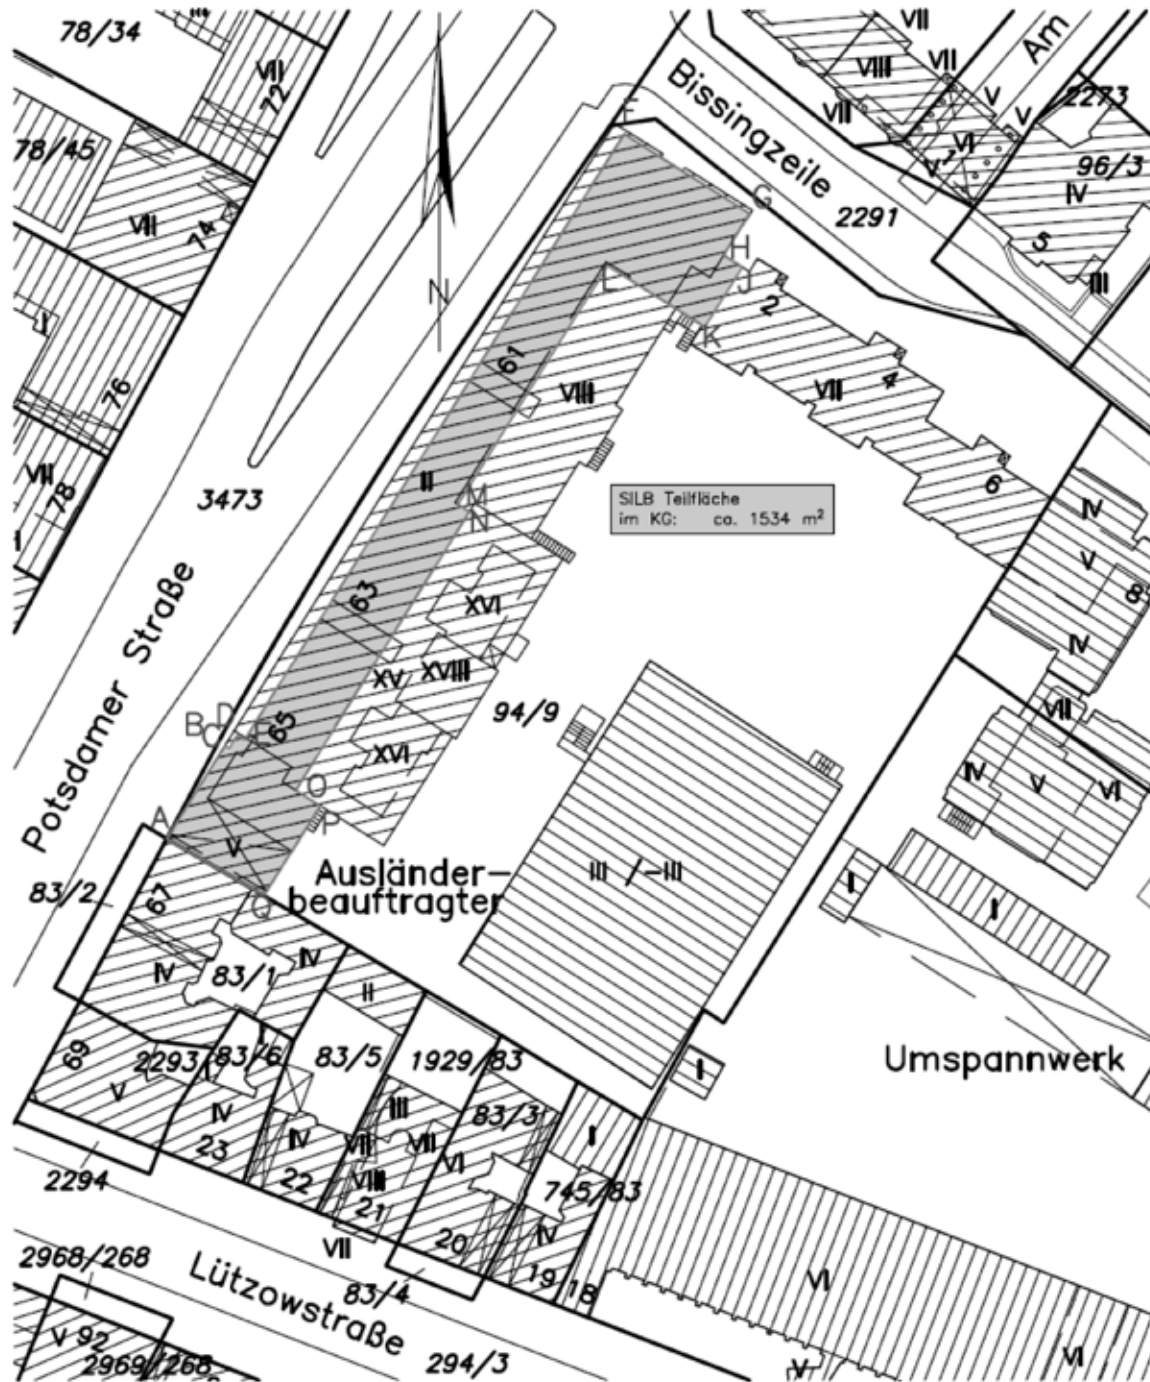 78/34
VII
72
78/45
VII
74
I
76
VII
78
3473
Potsdamer Straße
N
Bissingzeile
2291
Am
VII
VIII
VII
VII
V
V
VI
V
7
2273
96/3
IV
5
III
F
G
H
J
K
L
2
4
6
VII
VIII
61
II
M
N
63
65
XVI
XVIII
XV
XVI
94/9
SILB Teilfläche
im KG: ca. 1534 m²
IV
V
8
IV
VII
IV
V
VI
B
C
D
E
O
P
A
V
Q
Ausländer-
beauftragter
III /~III
I
I
83/2
67
IV
83/1
IV
II
69
V
2293
I
83/6
83/5
1929/83
83/3
IV
23
IV
22
III
VII
VII
VIII
21
VII
VI
20
I
745/83
IV
19
18
I
Umspannwerk
2294
Lützowstraße
83/4
294/3
2968/268
V 92
2969/268
VI
VI
V